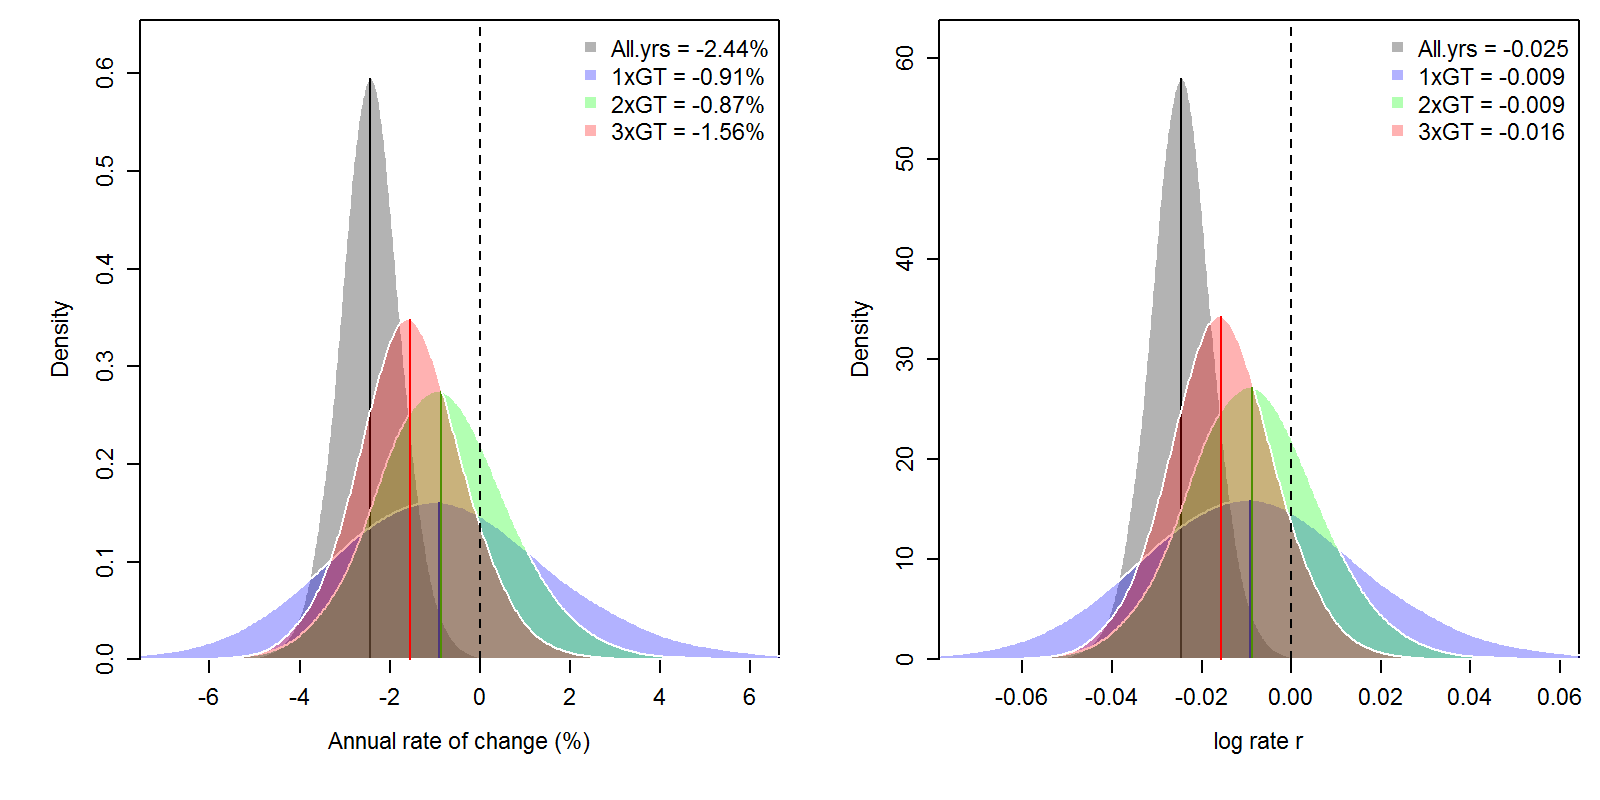 All.yrs = -2.44%
1xGT = -0.91%
2xGT = -0.87%
3xGT = -1.56%
0.6
0.5
0.4
0.3
0.2
0.1
0.0
Density
-6 -4 -2 0 2 4 6
Annual rate of change (%)
All.yrs = -0.025
1xGT = -0.009
2xGT = -0.009
3xGT = -0.016
60
50
40
30
20
10
0
Density
-0.06 -0.04 -0.02 0.00 0.02 0.04 0.06
log rate r